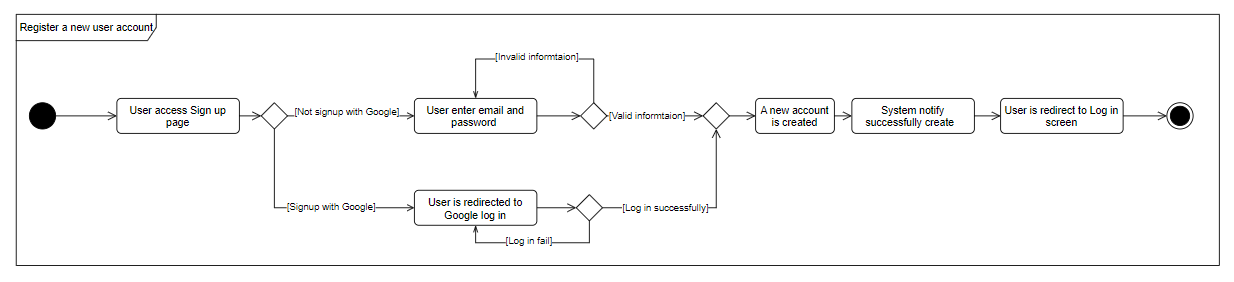 Register a new user account
[Invalid informtaion]
User access Sign up
page
[Not signup with Google]
User enter email and
password
[Valid informtaion]
A new account
is created
System notify
successfully create
User is redirect to Log in
screen
[Signup with Google]
User is redirected to
Google log in
[Log in successfully]
[Log in fail]